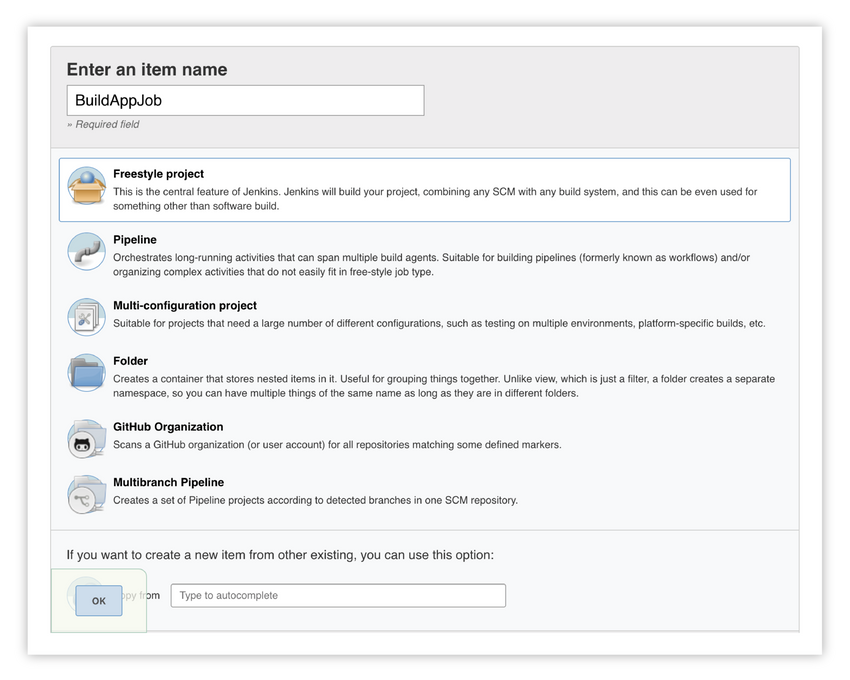 Enter an item name
BuildAppJob
» Required field
Freestyle project
This is the central feature of Jenkins. Jenkins will build your project, combining any SCM with any build system, and this can be even used for
something other than software build.
Pipeline
Orchestrates long-running activities that can span multiple build agents. Suitable for building pipelines (formerly known as workflows) and/or
organizing complex activities that do not easily fit in free-style job type.
Multi-configuration project
Suitable for projects that need a large number of different configurations, such as testing on multiple environments, platform-specific builds, etc.
Folder
Creates a container that stores nested items in it. Useful for grouping things together. Unlike view, which is just a filter, a folder creates a separate
namespace, so you can have multiple things of the same name as long as they are in different folders.
GitHub Organization
Scans a GitHub organization (or user account) for all repositories matching some defined markers.
Multibranch Pipeline
Creates a set of Pipeline projects according to detected branches in one SCM repository.
If you want to create a new item from other existing, you can use this option:
OK opy from Type to autocomplete